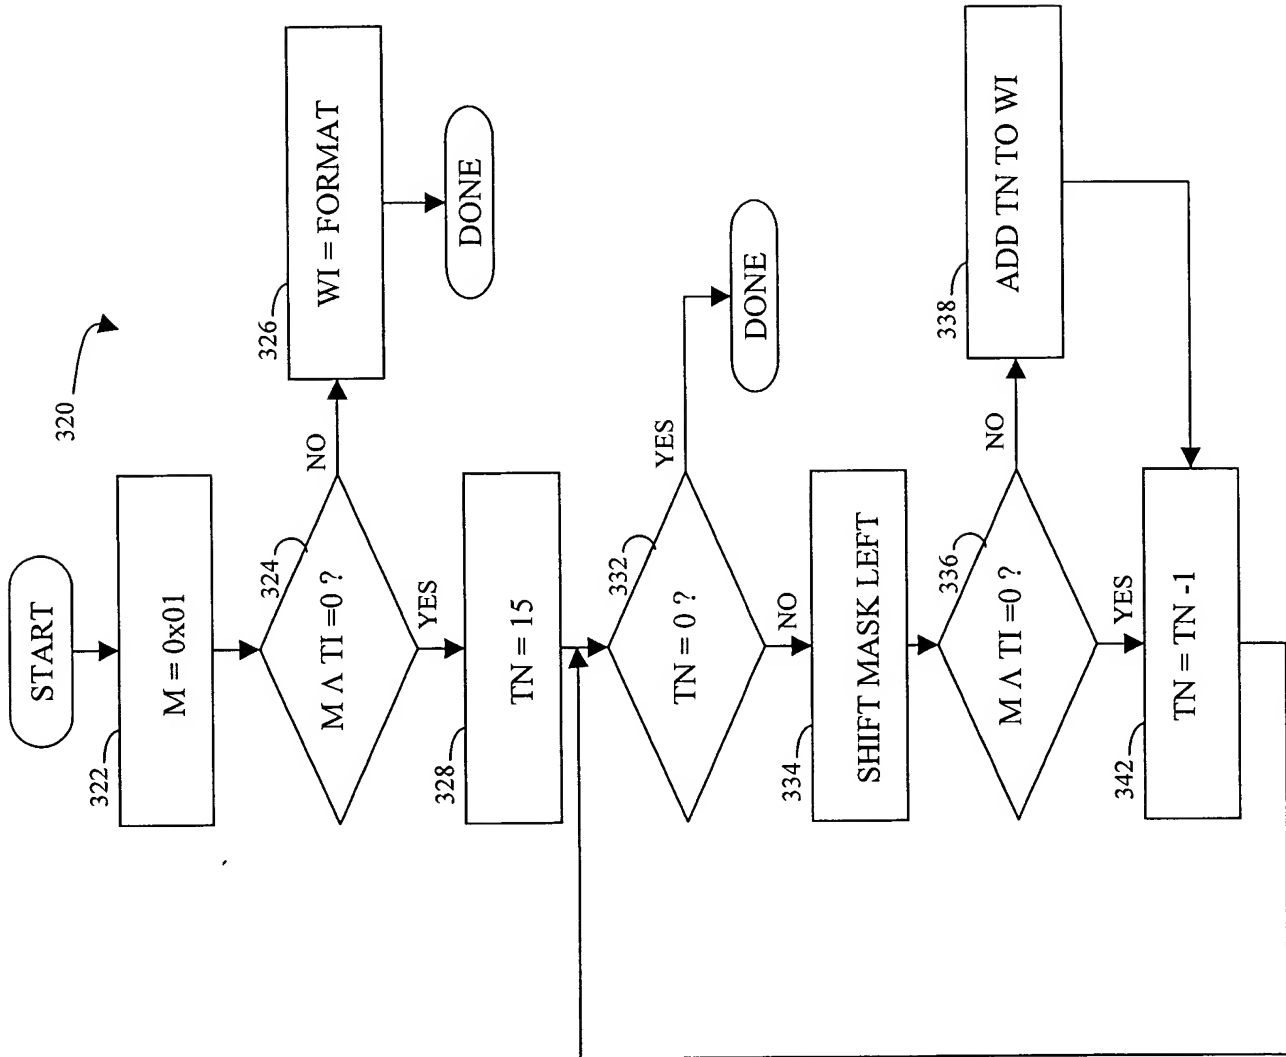 320
START
322
M = 0x01
324
M Λ TI =0 ?
NO
326
WI = FORMAT
DONE
YES
328
TN = 15
332
TN = 0 ?
YES
DONE
NO
334
SHIFT MASK LEFT
336
M Λ TI =0 ?
NO
338
ADD TN TO WI
YES
342
TN = TN -1